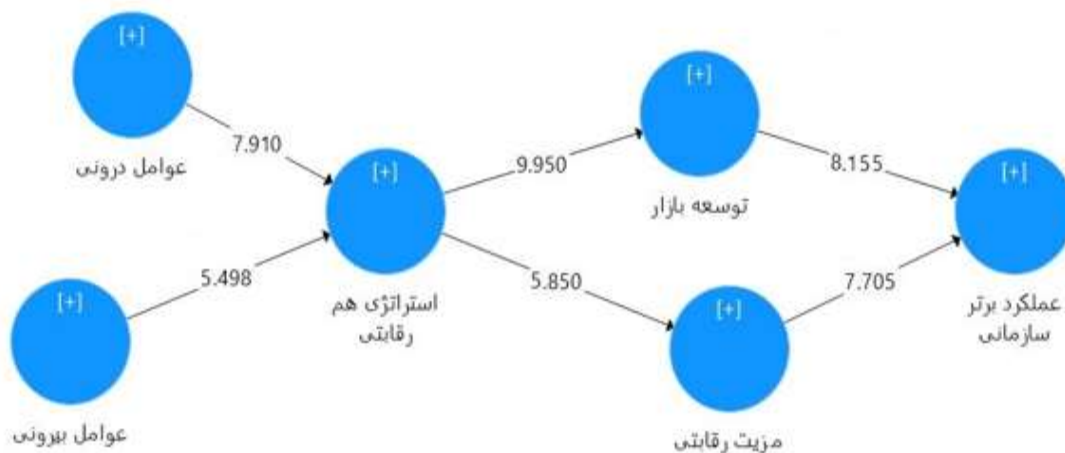 [+]
عوامل درونی
7.910
[+]
عوامل بیرونی
5.498
[+]
استراتژی هم
رقابتی
9.950
5.850
[+]
توسعه بازار
[+]
مزیت رقابتی
8.155
7.705
[+]
عملکرد برتر
سازمانی